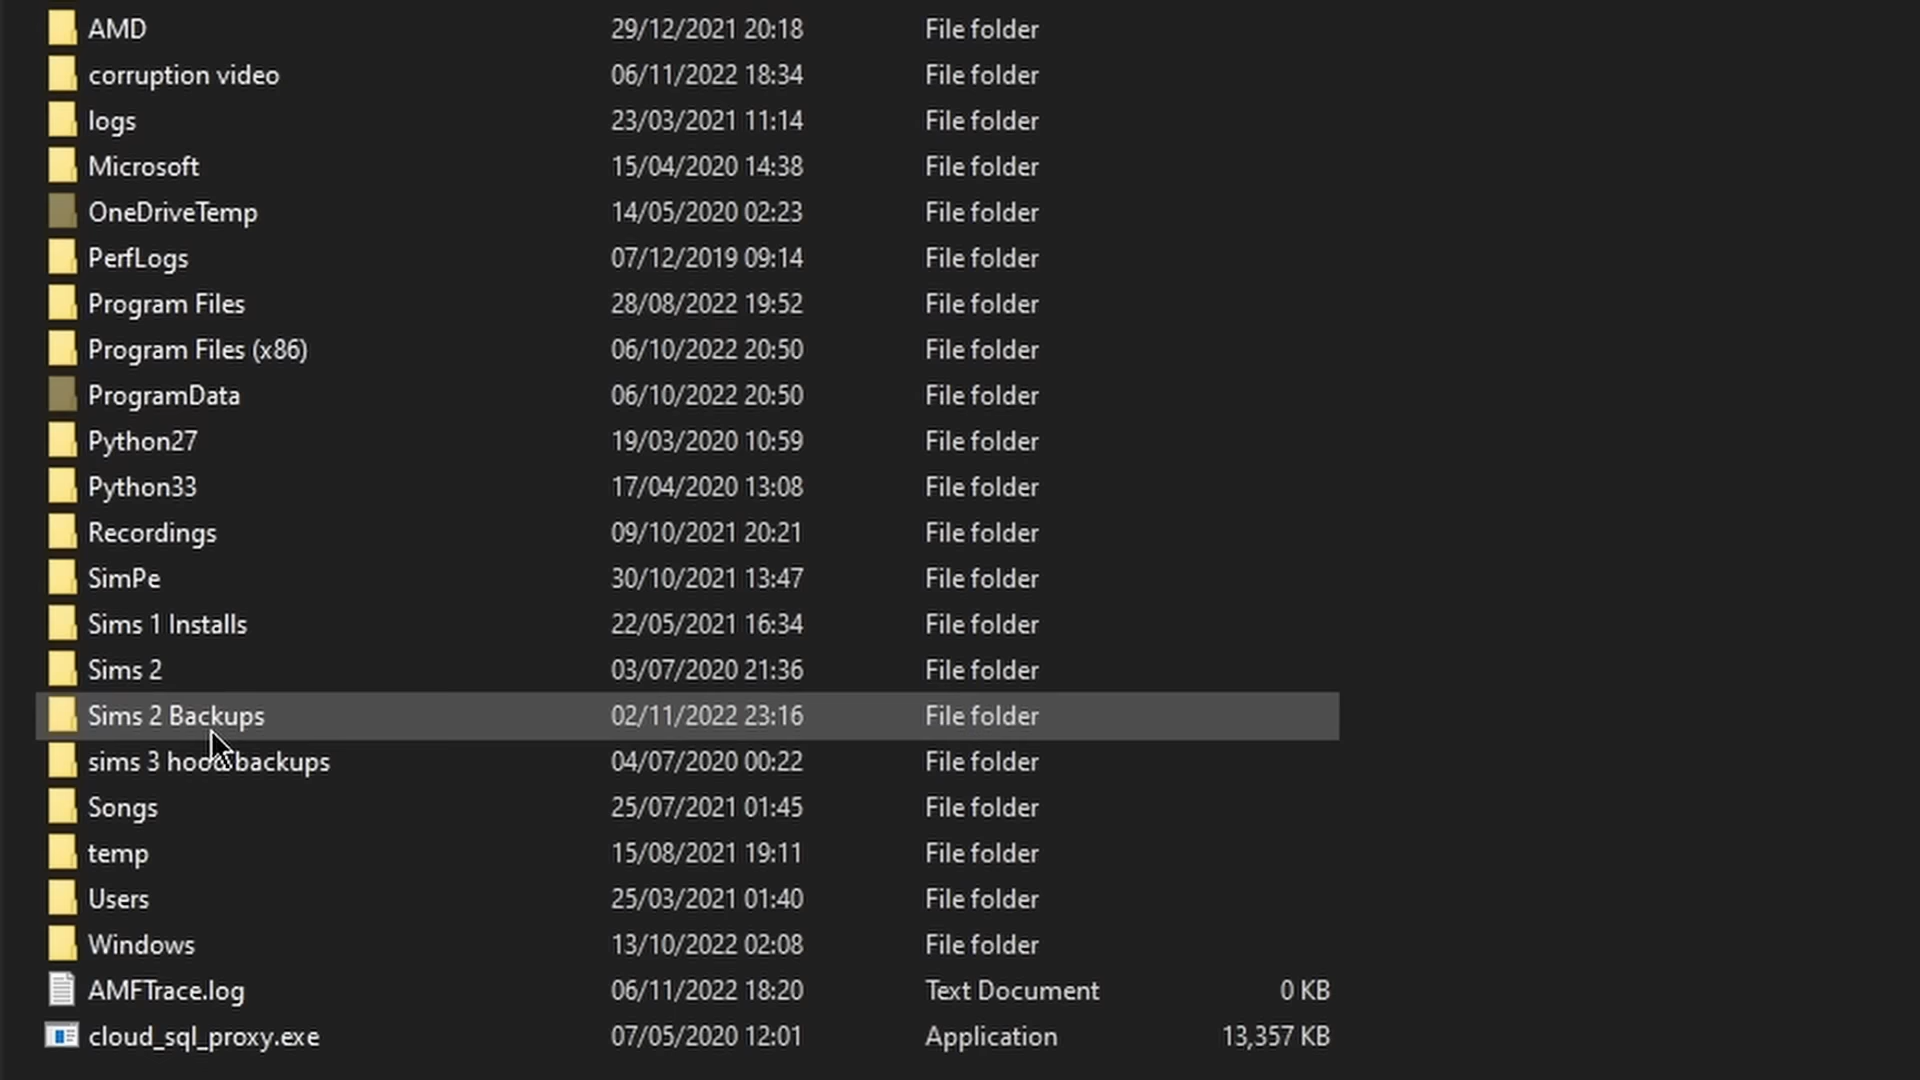 AMD 29/12/2021 20:18 File folder
corruption video 06/11/2022 18:34 File folder
logs 23/03/2021 11:14 File folder
Microsoft 15/04/2020 14:38 File folder
OneDriveTemp 14/05/2020 02:23 File folder
PerfLogs 07/12/2019 09:14 File folder
Program Files 28/08/2022 19:52 File folder
Program Files (x86) 06/10/2022 20:50 File folder
ProgramData 06/10/2022 20:50 File folder
Python27 19/03/2020 10:59 File folder
Python33 17/04/2020 13:08 File folder
Recordings 09/10/2021 20:21 File folder
SimPe 30/10/2021 13:47 File folder
Sims 1 Installs 22/05/2021 16:34 File folder
Sims 2 03/07/2020 21:36 File folder
Sims 2 Backups 02/11/2022 23:16 File folder
sims 3 hood backups 04/07/2020 00:22 File folder
Songs 25/07/2021 01:45 File folder
temp 15/08/2021 19:11 File folder
Users 25/03/2021 01:40 File folder
Windows 13/10/2022 02:08 File folder
AMFTrace.log 06/11/2022 18:20 Text Document 0 KB
cloud_sql_proxy.exe 07/05/2020 12:01 Application 13,357 KB